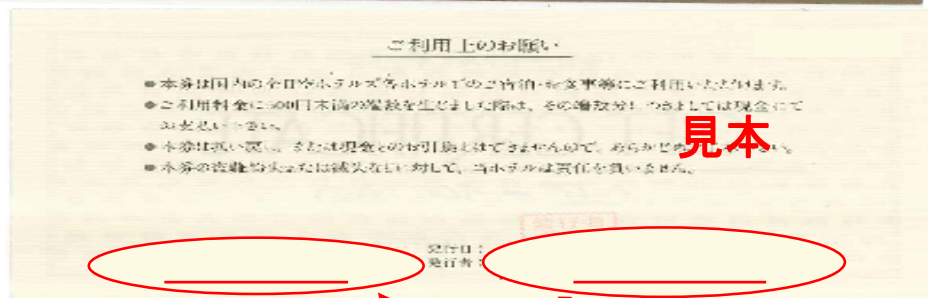 ご利用上のお願い
●本券は国内の全日空ホテルズ各ホテルでのご宿泊・お食事等にご利用いただけます。
●ご利用料金に500円未満の端数を生じました際は、その端数分につきましては現金にて
お支払い下さい。
見本
●本券は払い戻し、または現金とのお引換えはできませんので、あらかじめ
●本券の盗難紛失または滅失などに対して、当ホテルは責任を負いません。
発行日：
発行者：